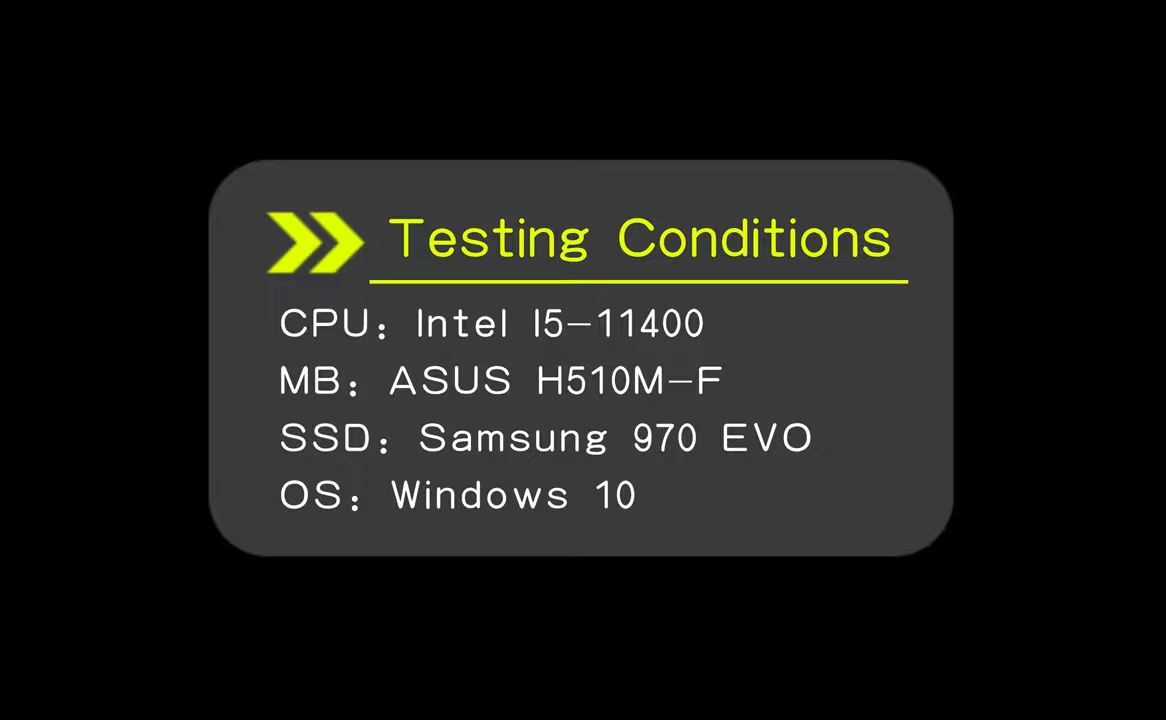 Testing Conditions
CPU：Intel I5-11400
MB：ASUS H510M-F
SSD：Samsung 970 EVO
OS：Windows 10